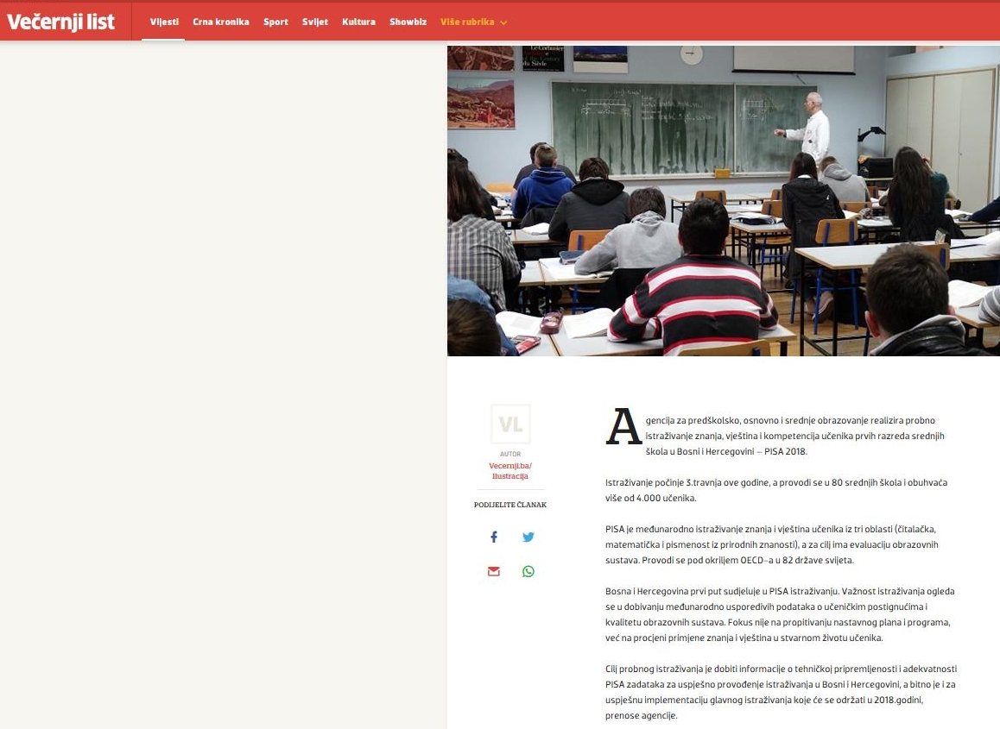 Večernji list
Vijesti Crna kronika Sport Svijet Kultura Showbiz Više rubrika
Le Corbusier
du Siècle
VL
AUTOR
Vecernji.ba/
Ilustracija
PODIJELITE ČLANAK
Agencija za predškolsko, osnovno i srednje obrazovanje realizira probno
istraživanje znanja, vještina i kompetencija učenika prvih razreda srednjih
škola u Bosni i Hercegovini – PISA 2018.
Istraživanje počinje 3.travnja ove godine, a provodi se u 80 srednjih škola i obuhvaća
više od 4.000 učenika.
PISA je međunarodno istraživanje znanja i vještina učenika iz tri oblasti (čitalačka,
matematička i pismenost iz prirodnih znanosti), a za cilj ima evaluaciju obrazovnih
sustava. Provodi se pod okriljem OECD-a u 82 države svijeta.
Bosna i Hercegovina prvi put sudjeluje u PISA istraživanju. Važnost istraživanja ogleda
se u dobivanju međunarodno usporedivih podataka o učeničkim postignućima i
kvalitetu obrazovnih sustava. Fokus nije na propitivanju nastavnog plana i programa,
već na procjeni primjene znanja i vještina u stvarnom životu učenika.
Cilj probnog istraživanja je dobiti informacije o tehničkoj pripremljenosti i adekvatnosti
PISA zadataka za uspješno provođenje istraživanja u Bosni i Hercegovini, a bitno je i za
uspješnu implementaciju glavnog istraživanja koje će se održati u 2018.godini,
prenose agencije.